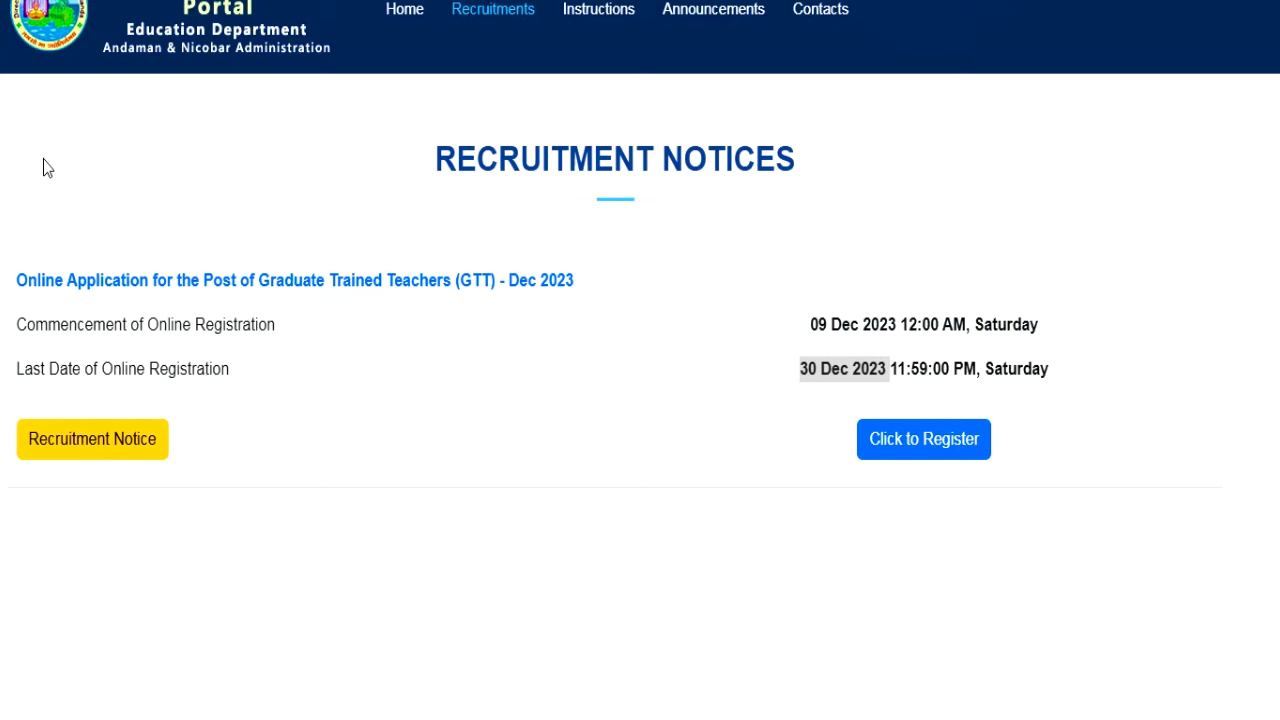 Portal
Education Department
Andaman & Nicobar Administration
Home Recruitments Instructions Announcements Contacts
RECRUITMENT NOTICES
Online Application for the Post of Graduate Trained Teachers (GTT) - Dec 2023
Commencement of Online Registration 09 Dec 2023 12:00 AM, Saturday
Last Date of Online Registration 30 Dec 2023 11:59:00 PM, Saturday
Recruitment Notice Click to Register